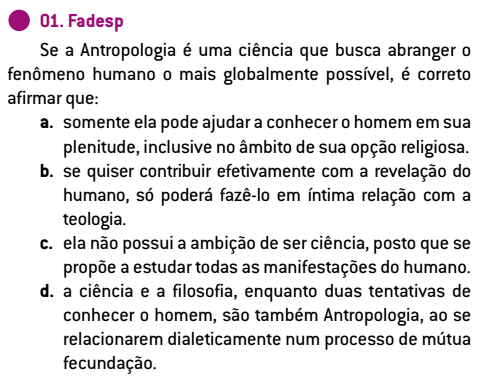 01. Fadesp
Se a Antropologia é uma ciência que busca abranger o
fenômeno humano o mais globalmente possível, é correto
afirmar que:
a. somente ela pode ajudar a conhecer o homem em sua
plenitude, inclusive no âmbito de sua opção religiosa.
b. se quiser contribuir efetivamente com a revelação do
humano, só poderá fazê-lo em íntima relação com a
teologia.
c. ela não possui a ambição de ser ciência, posto que se
propõe a estudar todas as manifestações do humano.
d. a ciência e a filosofia, enquanto duas tentativas de
conhecer o homem, são também Antropologia, ao se
relacionarem dialeticamente num processo de mútua
fecundação.